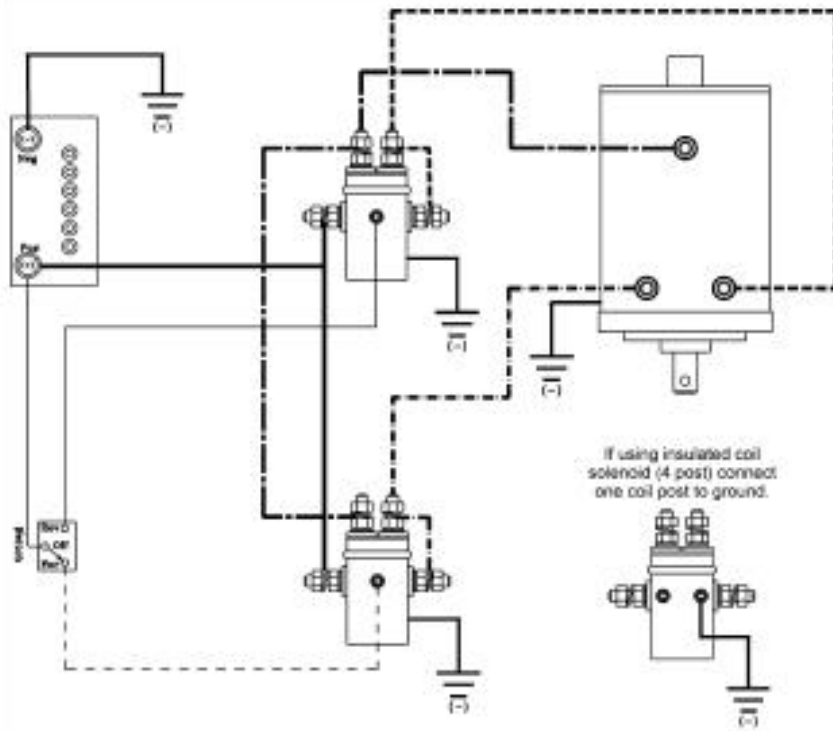 (-)
Neg
Pos
(-)
(-)
If using insulated coil
solenoid (4 post) connect
one coil post to ground.
Off
(-)
(-)